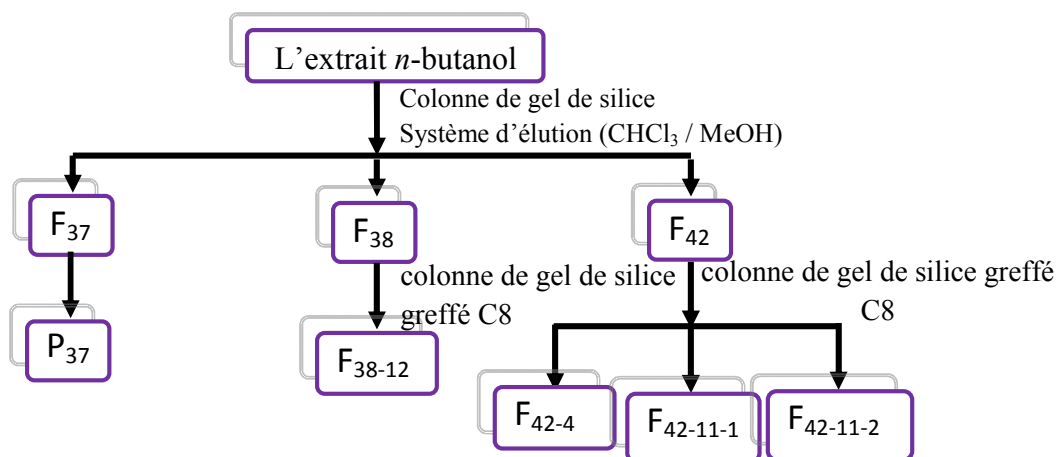 L’extrait n-butanol
Colonne de gel de silice
Système d’élution (CHCl₃ / MeOH)
F₃₇
F₃₈
F₄₂
colonne de gel de silice
greffé C8
colonne de gel de silice greffé
C8
P₃₇
F₃₈₋₁₂
F₄₂₋₄
F₄₂₋₁₁₋₁
F₄₂₋₁₁₋₂